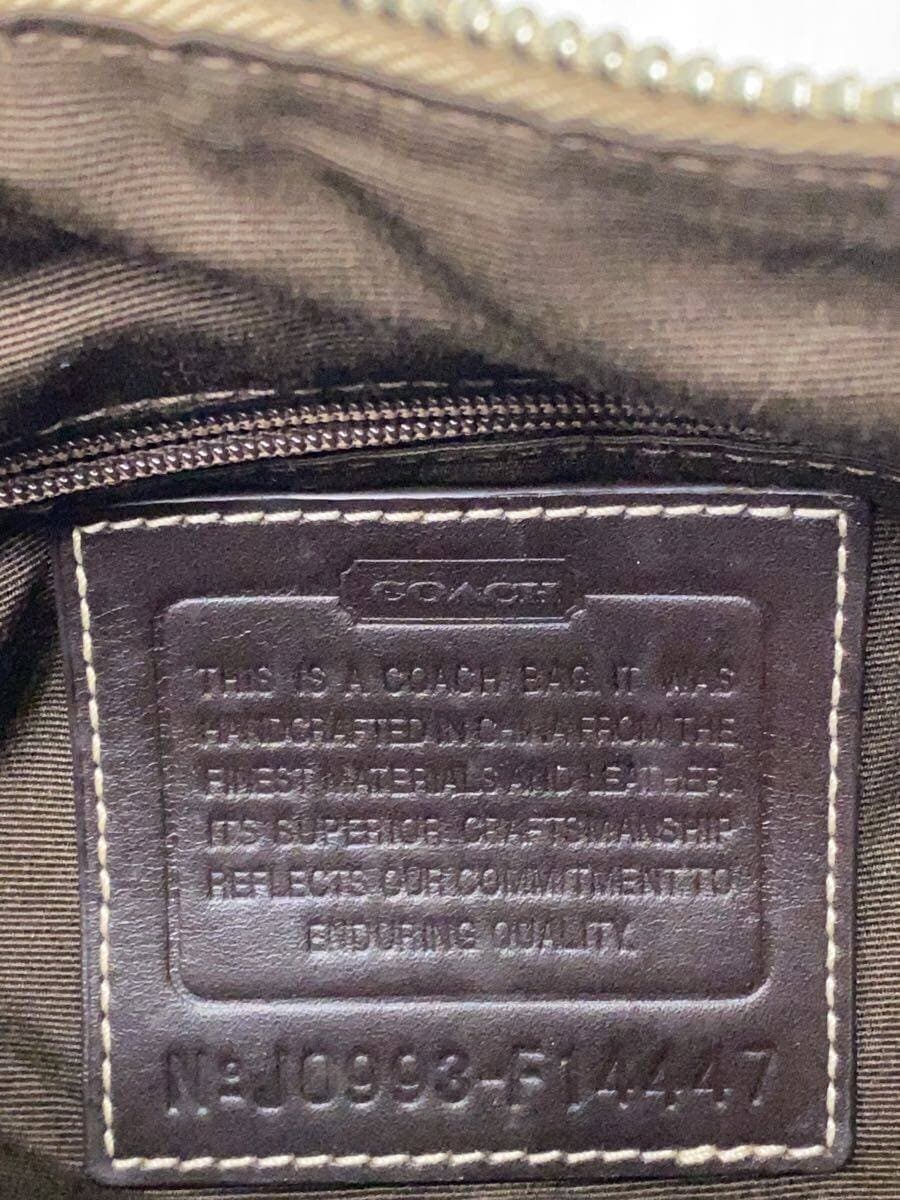 COACH
THIS IS A COACH BAG. IT WAS
HANDCRAFTED IN CHINA FROM THE
FINEST MATERIALS AND LEATHER.
ITS SUPERIOR CRAFTSMANSHIP
REFLECTS OUR COMMITMENT TO
ENDURING QUALITY.
No J0993-F14447